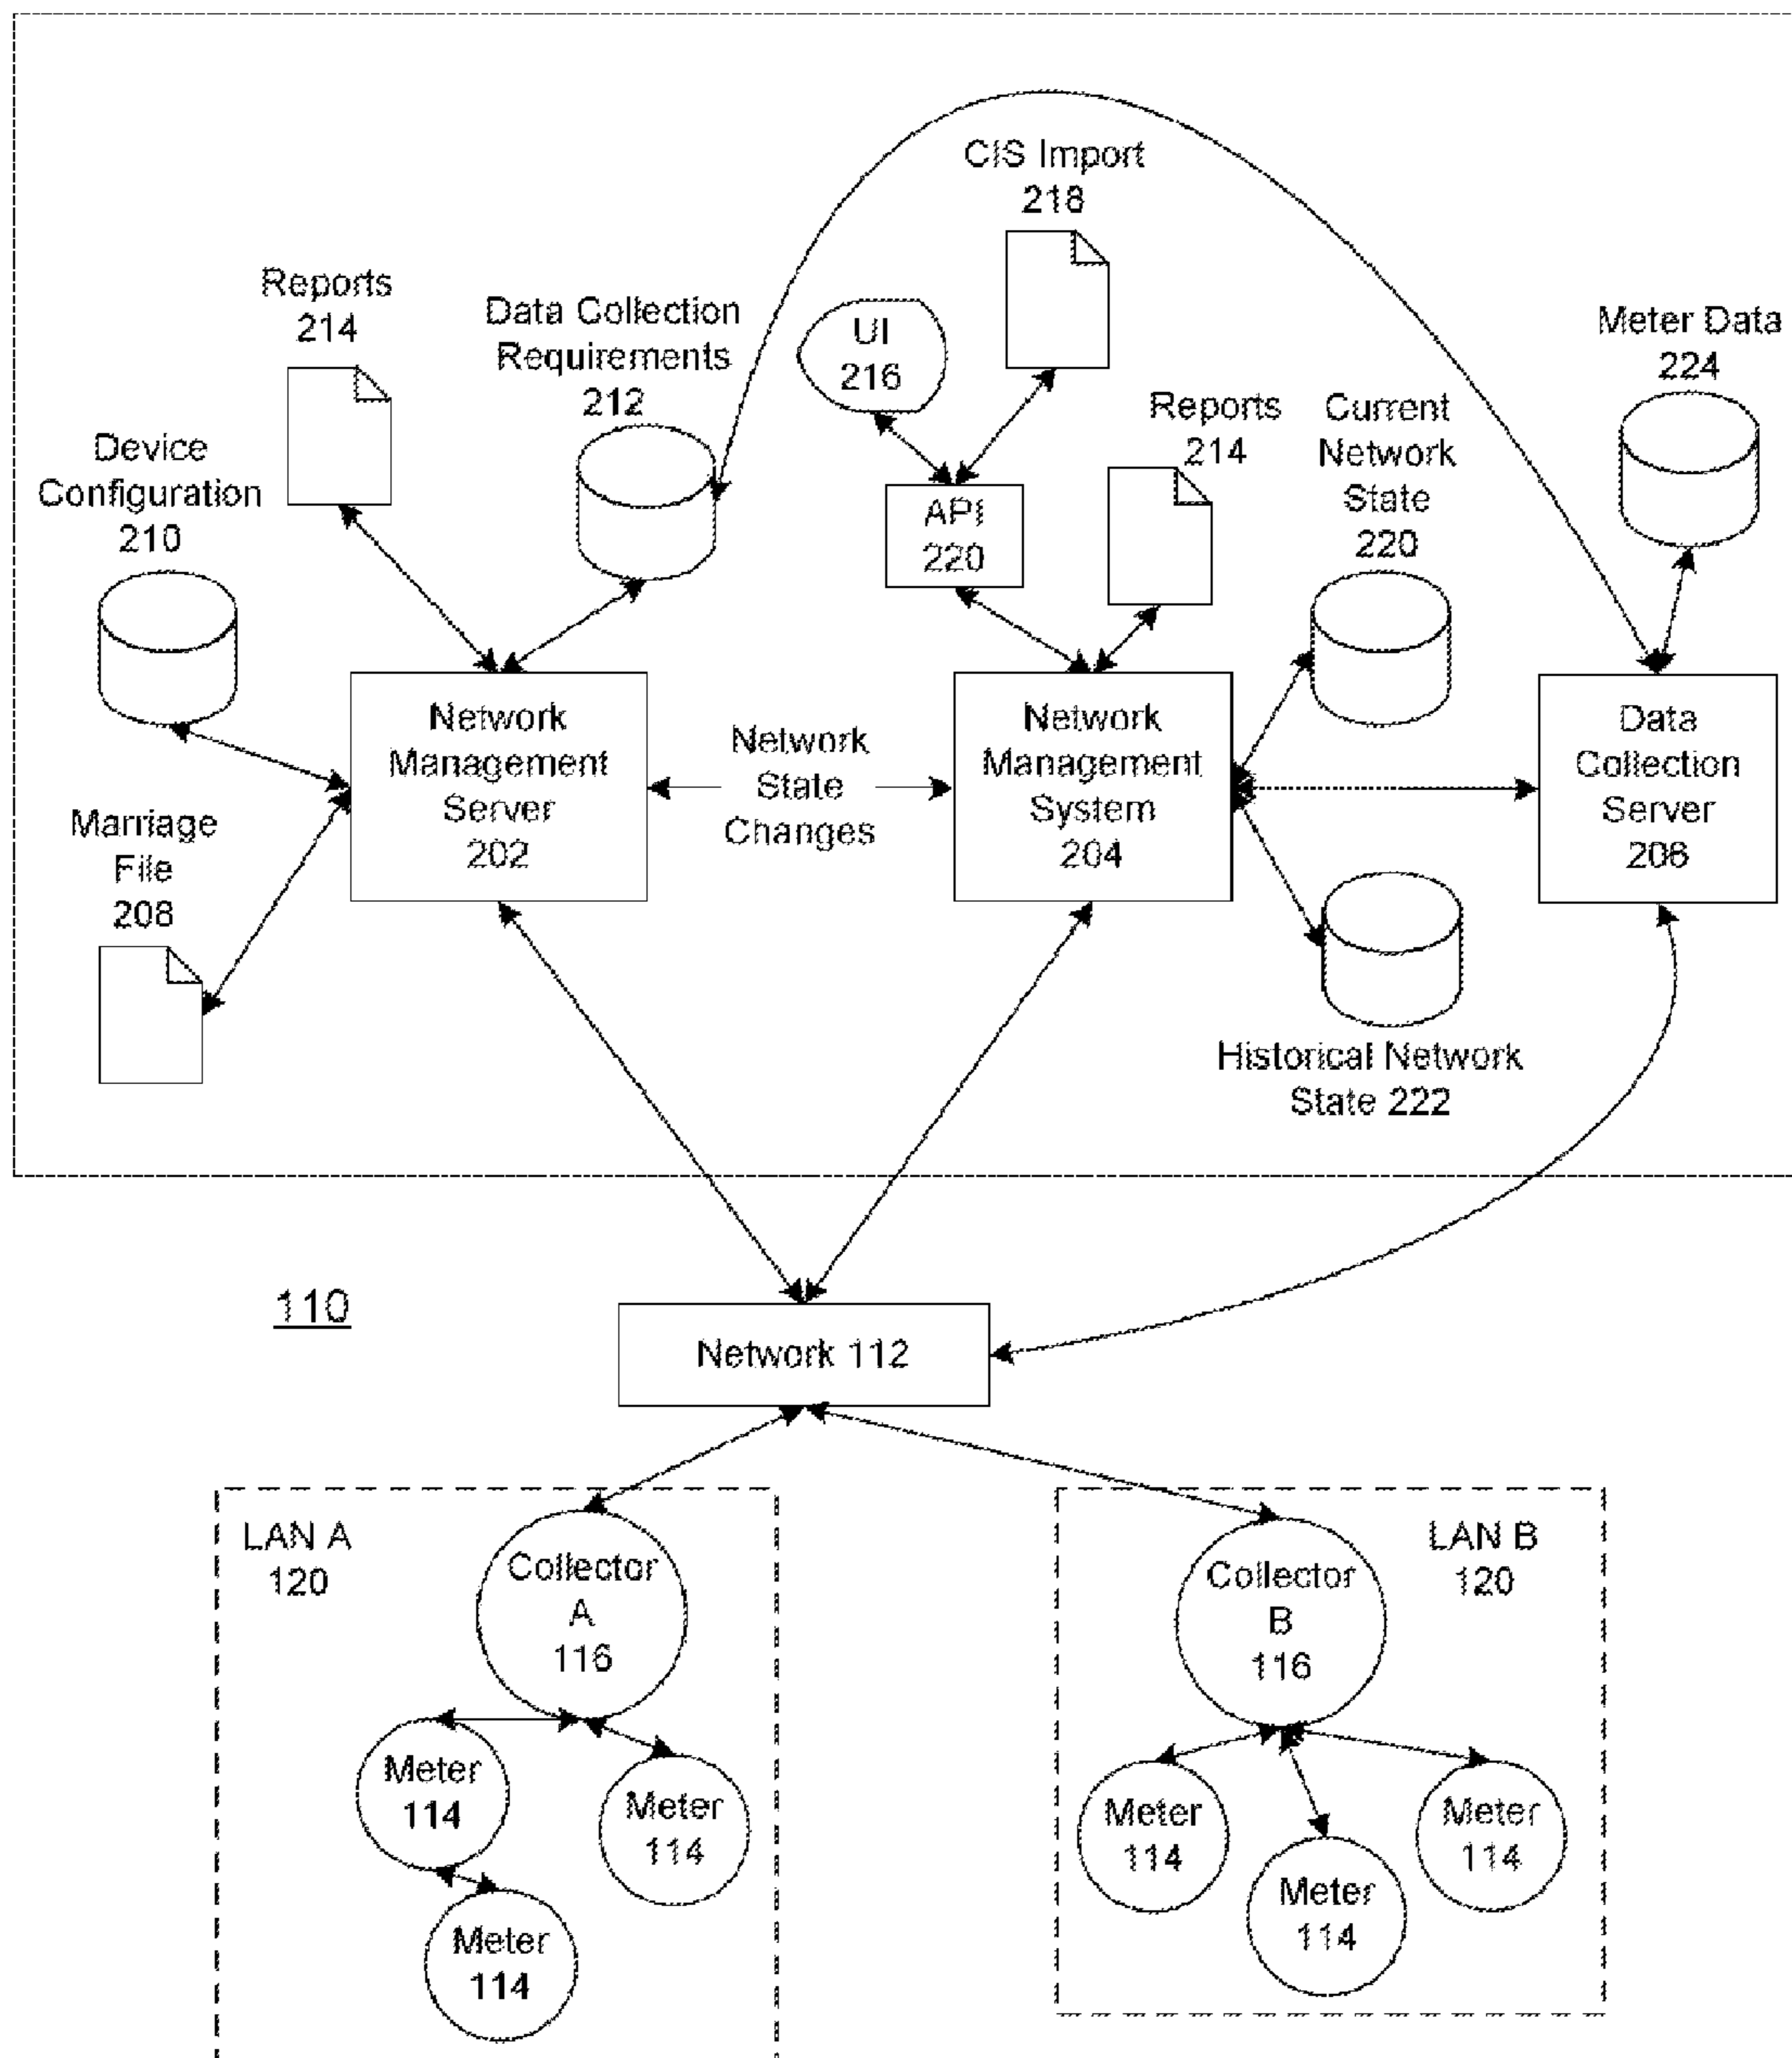 CIS Import
218
Reports
214
Data Collection
Requirements
212
UI
216
Meter Data
224
Device
Configuration
210
API
220
Reports
214
Current
Network
State
220
Marriage
File
208
Network
Management
Server
202
Network
State
Changes
Network
Management
System
204
Data
Collection
Server
206
Historical Network
State 222
110
Network 112
LAN A
120
Collector
A
116
Meter
114
Meter
114
Meter
114
LAN B
120
Collector
B
116
Meter
114
Meter
114
Meter
114